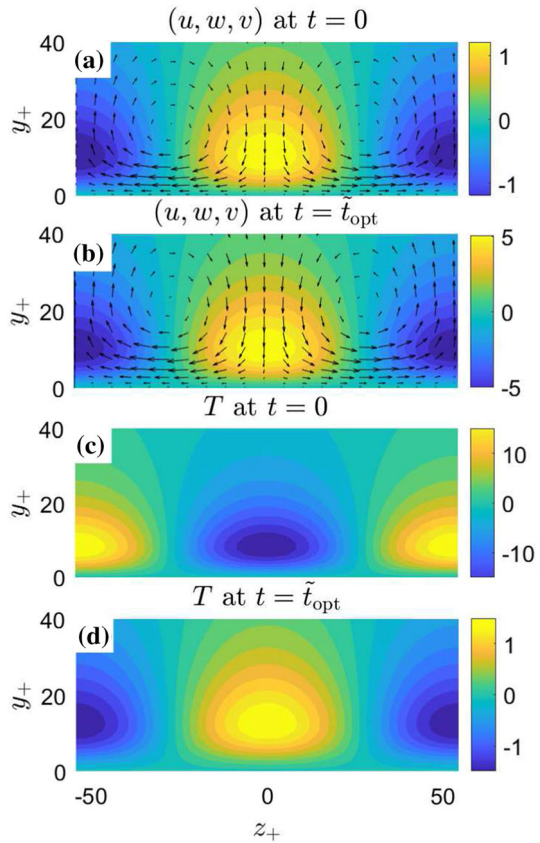 (u, w, v) at t = 0
(a)
40
20
0
y₊
1
0
-1
(u, w, v) at t = t̃opt
(b)
40
20
0
y₊
5
0
-5
T at t = 0
(c)
40
20
0
y₊
10
0
-10
T at t = t̃opt
(d)
40
20
0
y₊
1
0
-1
-50 0 50
z₊